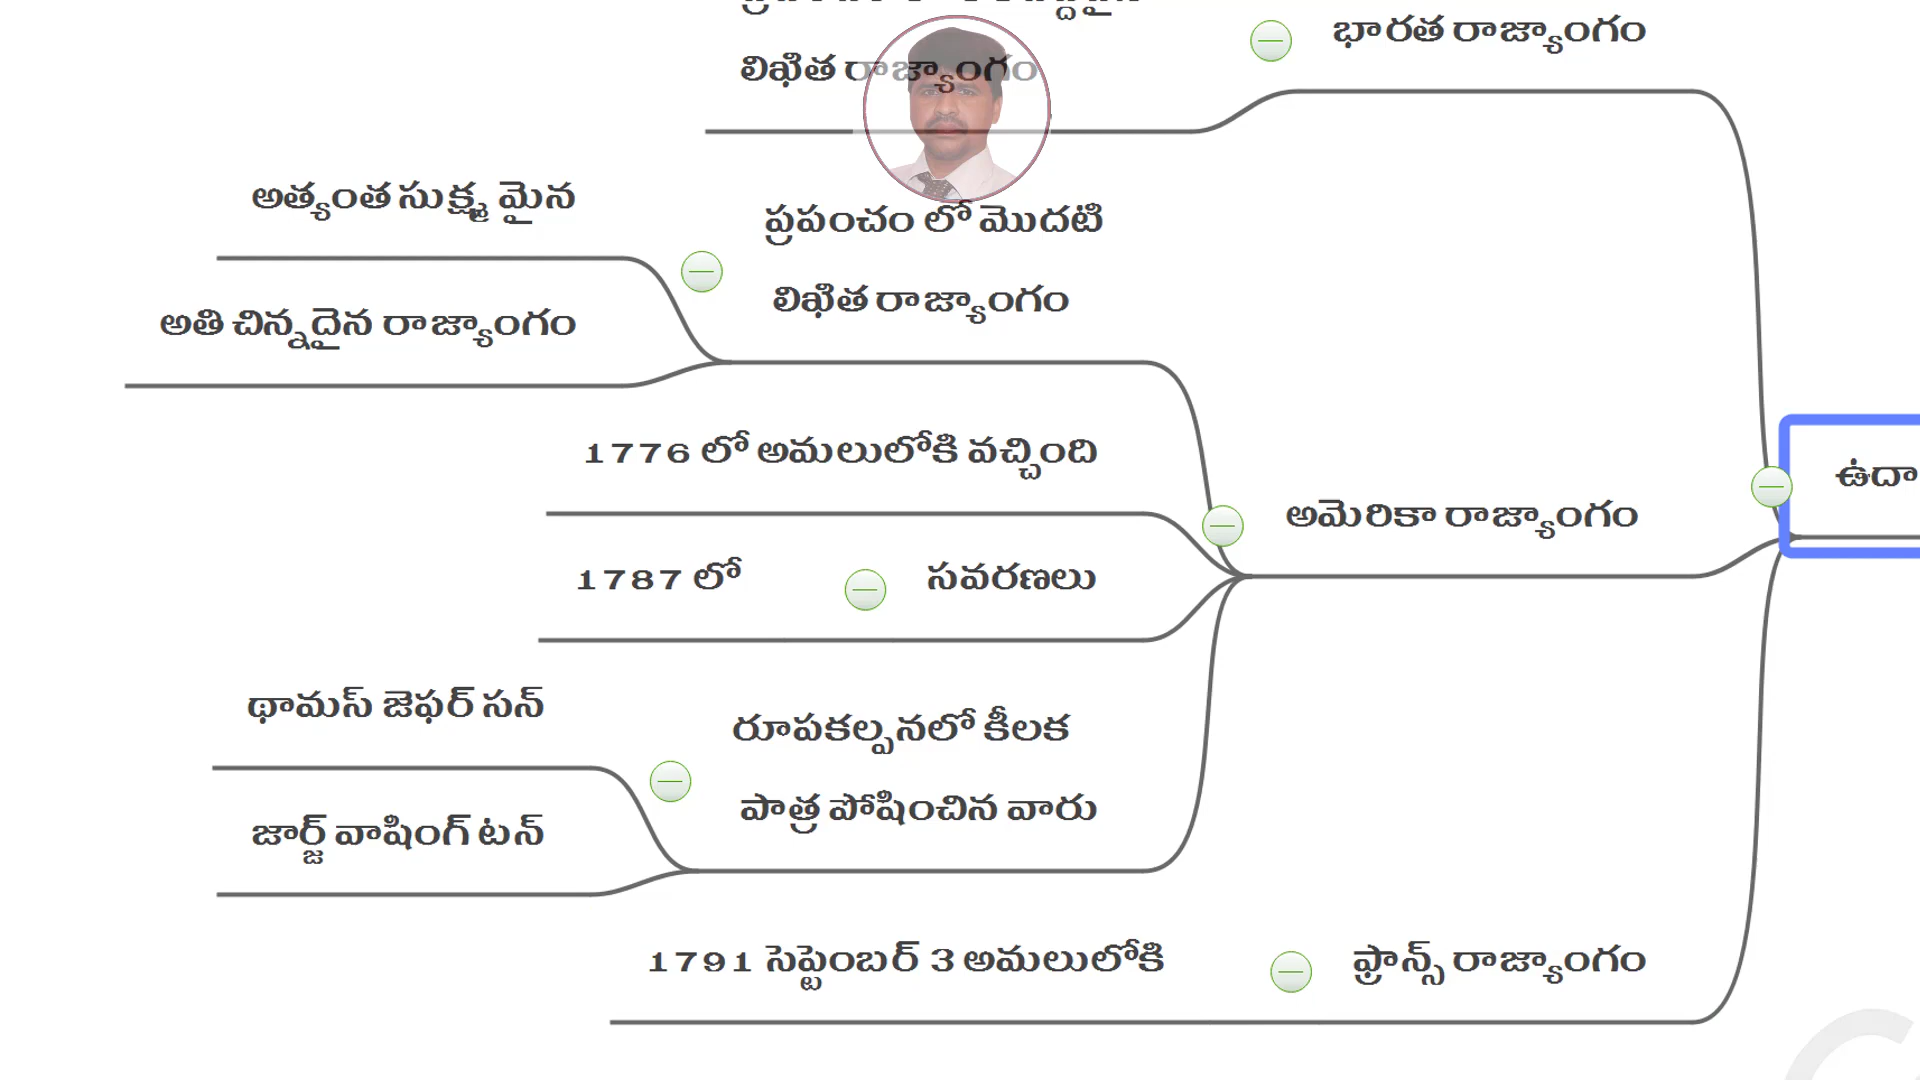 భారత రాజ్యాంగం
లిఖిత రాజ్యాంగం
అత్యంత సుక్ష్మ మైన
ప్రపంచం లో మొదటి
లిఖిత రాజ్యాంగం
అతి చిన్నదైన రాజ్యాంగం
1776 లో అమలులోకి వచ్చింది
ఉదా
అమెరికా రాజ్యాంగం
1787 లో
సవరణలు
థామస్ జెఫర్ సన్
రూపకల్పనలో కీలక
పాత్ర పోషించిన వారు
జార్జ్ వాషింగ్ టన్
1791 సెప్టెంబర్ 3 అమలులోకి
ఫ్రాన్స్ రాజ్యాంగం